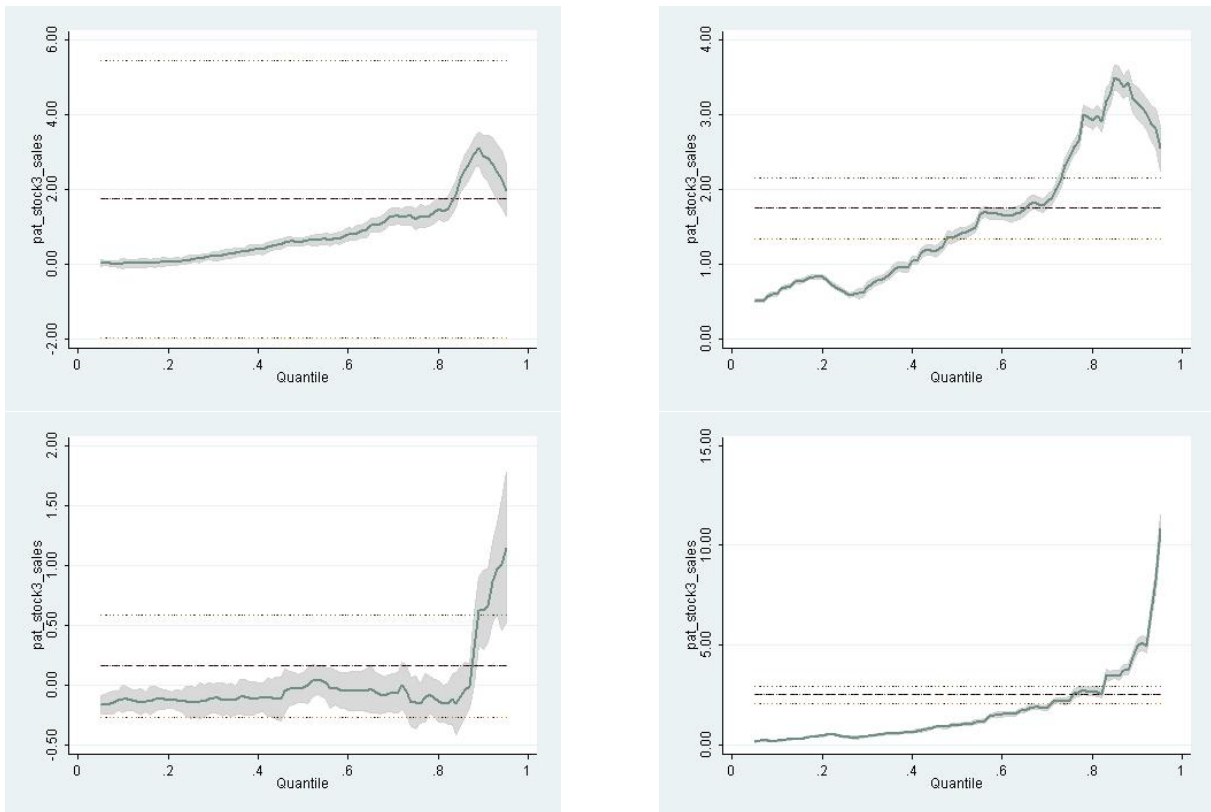 pat_stock3_sales
-2.00 0.00 2.00 4.00 6.00
0 .2 .4 .6 .8 1
Quantile
pat_stock3_sales
0.00 1.00 2.00 3.00 4.00
0 .2 .4 .6 .8 1
Quantile
pat_stock3_sales
-0.50 0.00 0.50 1.00 1.50 2.00
0 .2 .4 .6 .8 1
Quantile
pat_stock3_sales
0.00 5.00 10.00 15.00
0 .2 .4 .6 .8 1
Quantile